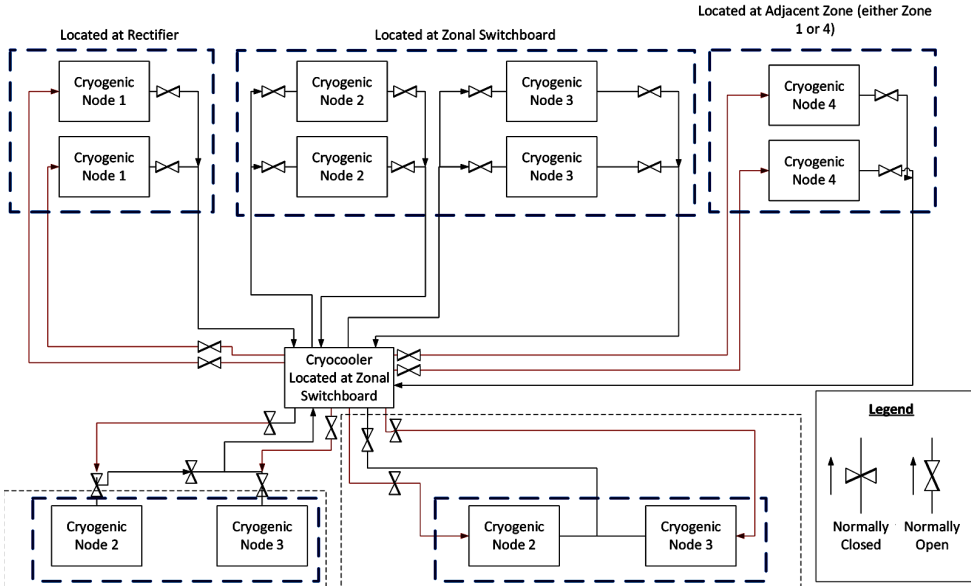 Located at Rectifier
Located at Zonal Switchboard
Located at Adjacent Zone (either Zone
1 or 4)
Cryogenic
Node 1
Cryogenic
Node 1
Cryogenic
Node 2
Cryogenic
Node 2
Cryogenic
Node 3
Cryogenic
Node 3
Cryogenic
Node 4
Cryogenic
Node 4
Cryocooler
Located at Zonal
Switchboard
Cryogenic
Node 2
Cryogenic
Node 3
Cryogenic
Node 2
Cryogenic
Node 3
Legend
Normally
Closed
Normally
Open